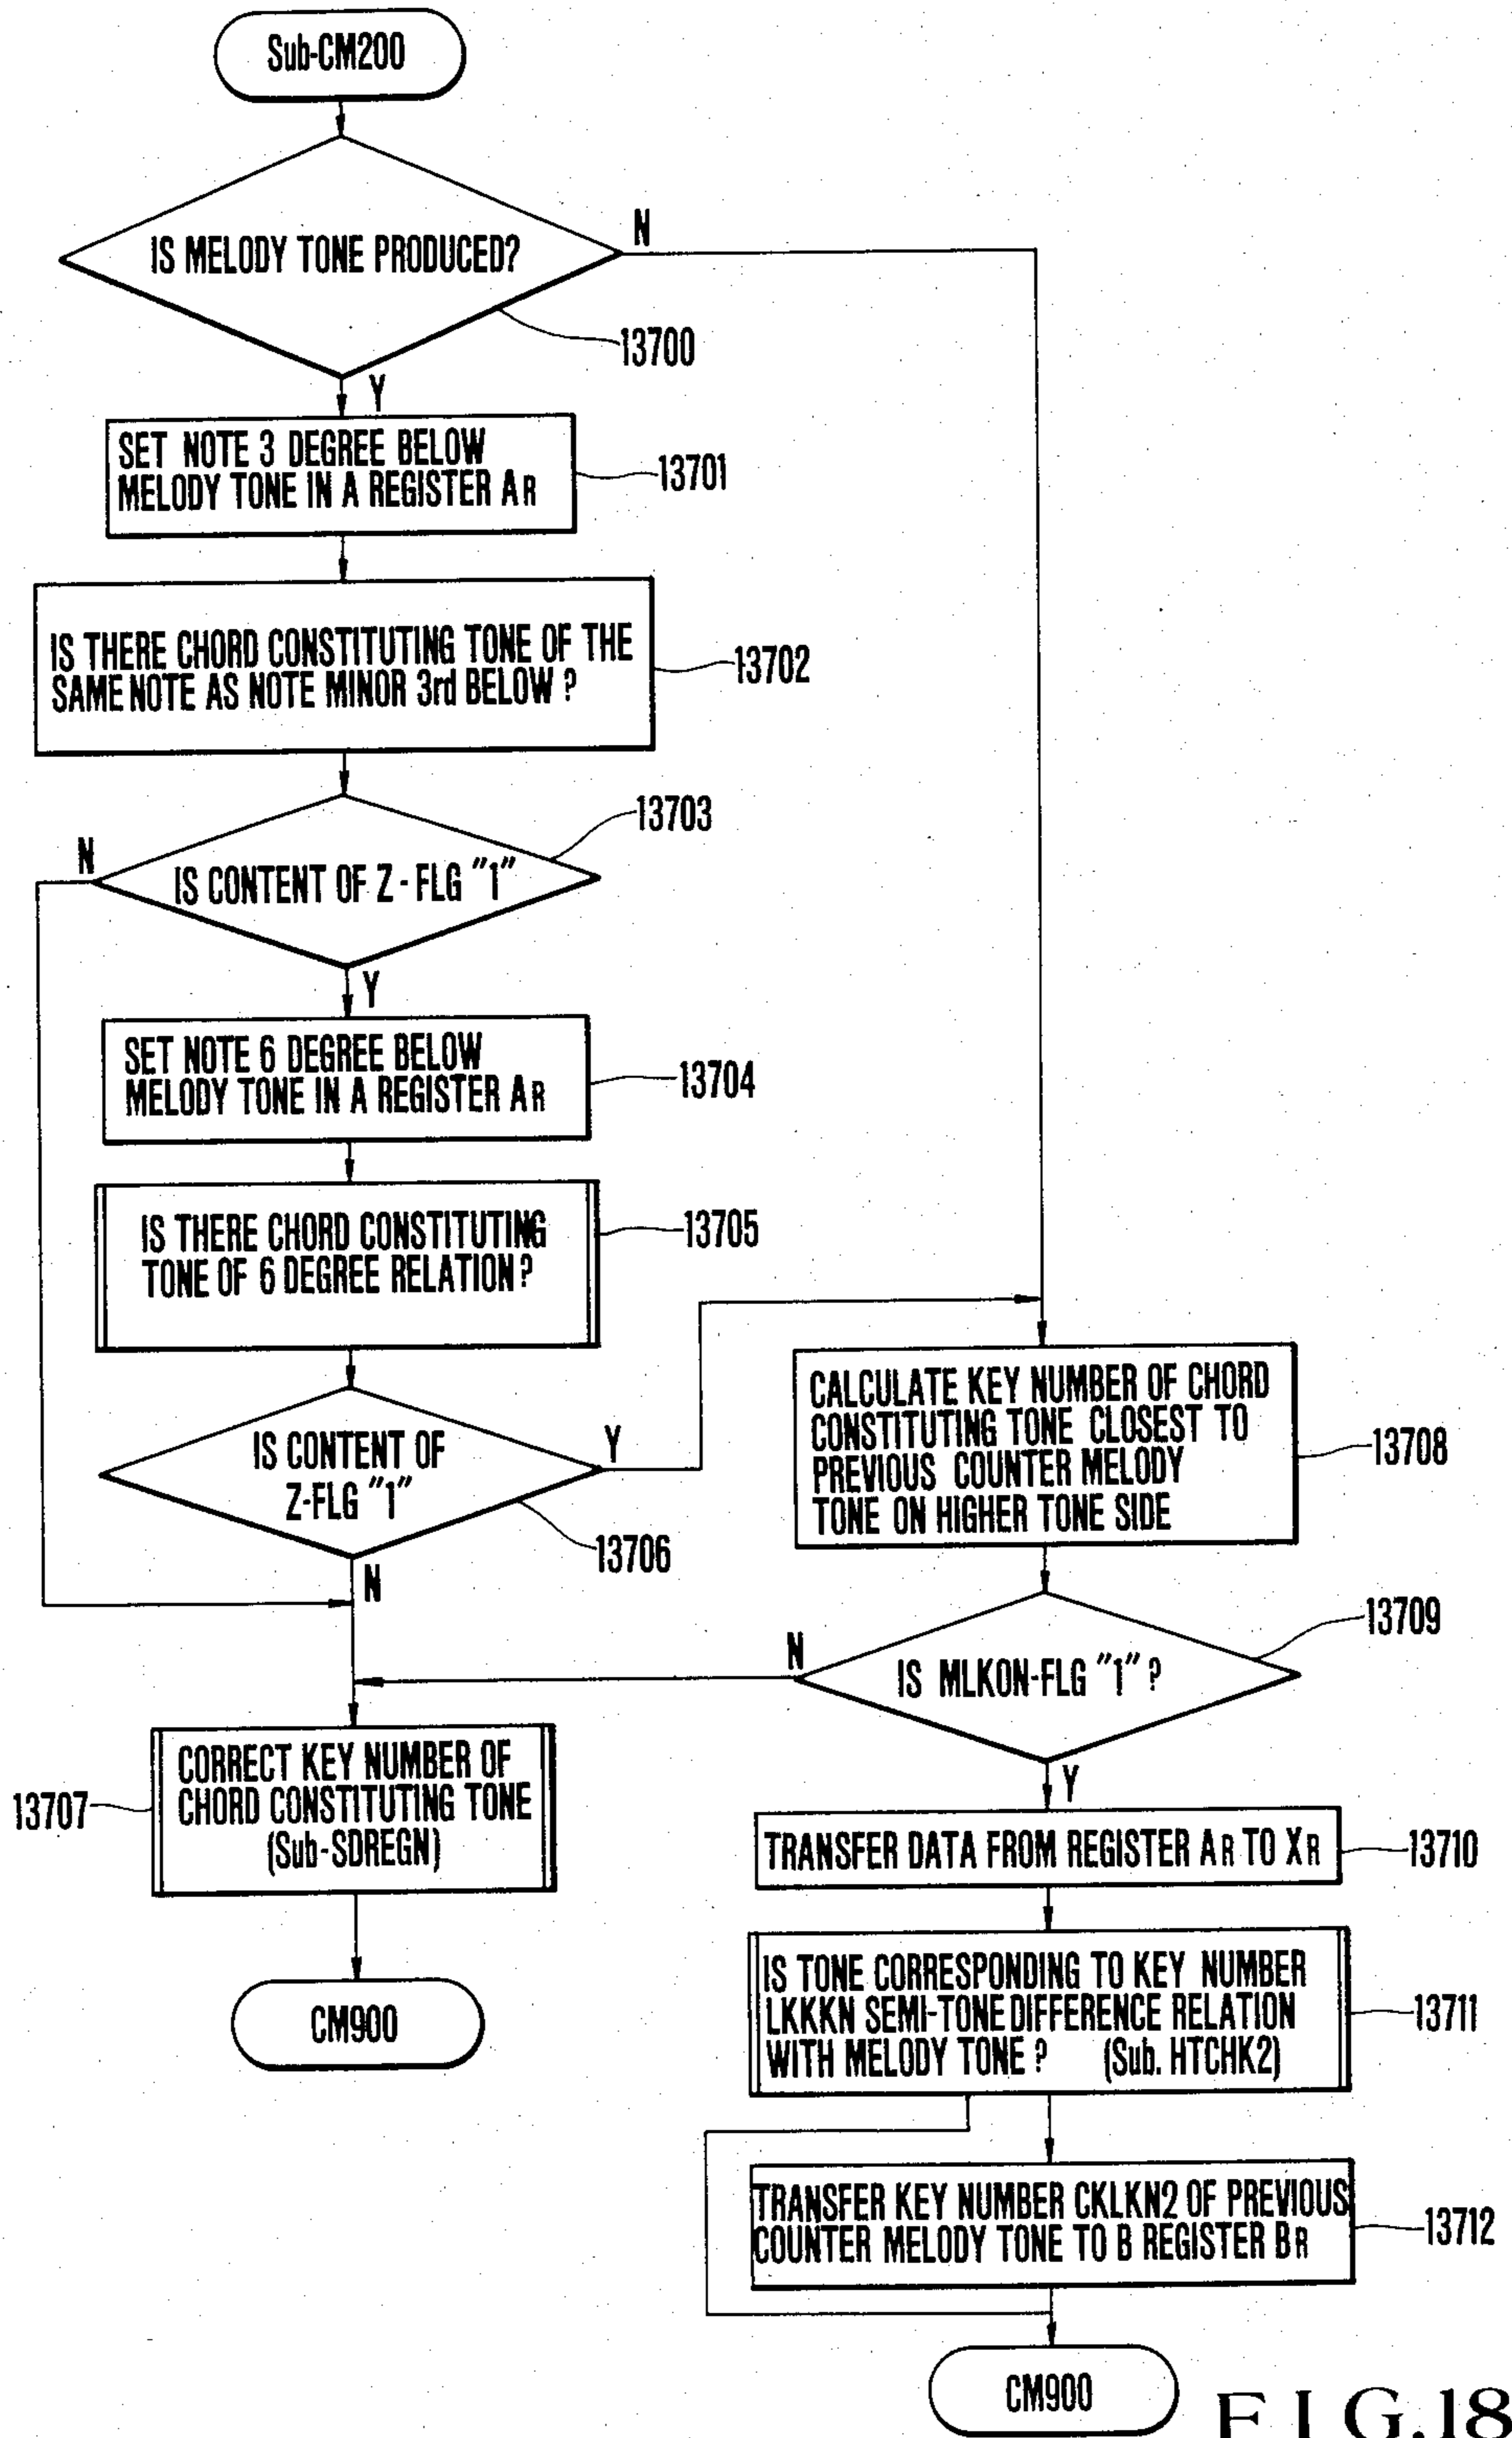 Sub-CM200
IS MELODY TONE PRODUCED?
N
13700
Y
SET NOTE 3 DEGREE BELOW
MELODY TONE IN A REGISTER AR
13701
IS THERE CHORD CONSTITUTING TONE OF THE
SAME NOTE AS NOTE MINOR 3rd BELOW ?
13702
13703
N
IS CONTENT OF Z - FLG "1"
Y
SET NOTE 6 DEGREE BELOW
MELODY TONE IN A REGISTER AR
13704
IS THERE CHORD CONSTITUTING
TONE OF 6 DEGREE RELATION ?
13705
IS CONTENT OF
Z-FLG "1"
Y
13706
N
CALCULATE KEY NUMBER OF CHORD
CONSTITUTING TONE CLOSEST TO
PREVIOUS COUNTER MELODY
TONE ON HIGHER TONE SIDE
13708
13709
N
IS MLKON-FLG "1" ?
Y
CORRECT KEY NUMBER OF
CHORD CONSTITUTING TONE
(Sub-SDREGN)
13707
CM900
TRANSFER DATA FROM REGISTER AR TO XR
13710
IS TONE CORRESPONDING TO KEY NUMBER
LKKKN SEMI-TONE DIFFERENCE RELATION
WITH MELODY TONE ? (Sub. HTCHK2)
13711
TRANSFER KEY NUMBER CKLKN2 OF PREVIOUS
COUNTER MELODY TONE TO B REGISTER BR
13712
CM900
FIG.18